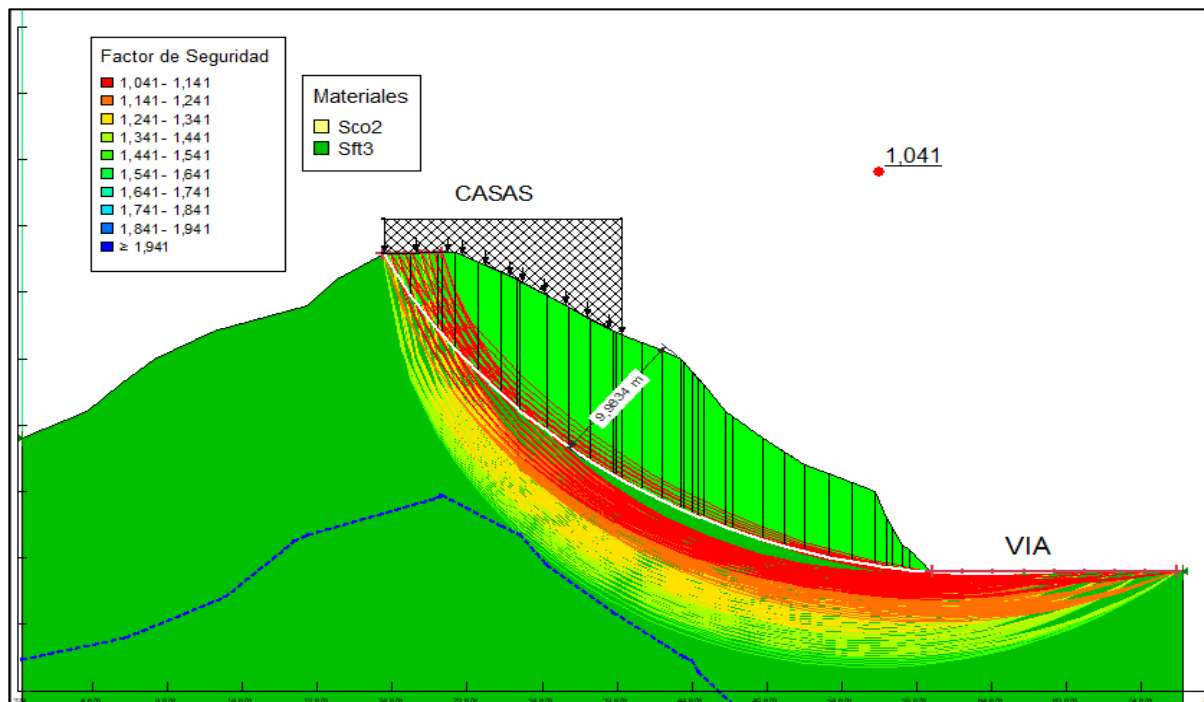 Factor de Seguridad
1,041 - 1,141
1,141 - 1,241
1,241 - 1,341
1,341 - 1,441
1,441 - 1,541
1,541 - 1,641
1,641 - 1,741
1,741 - 1,841
1,841 - 1,941
≥ 1,941
Materiales
Sco2
Sft3
1,041
CASAS
9,9834 m
VIA